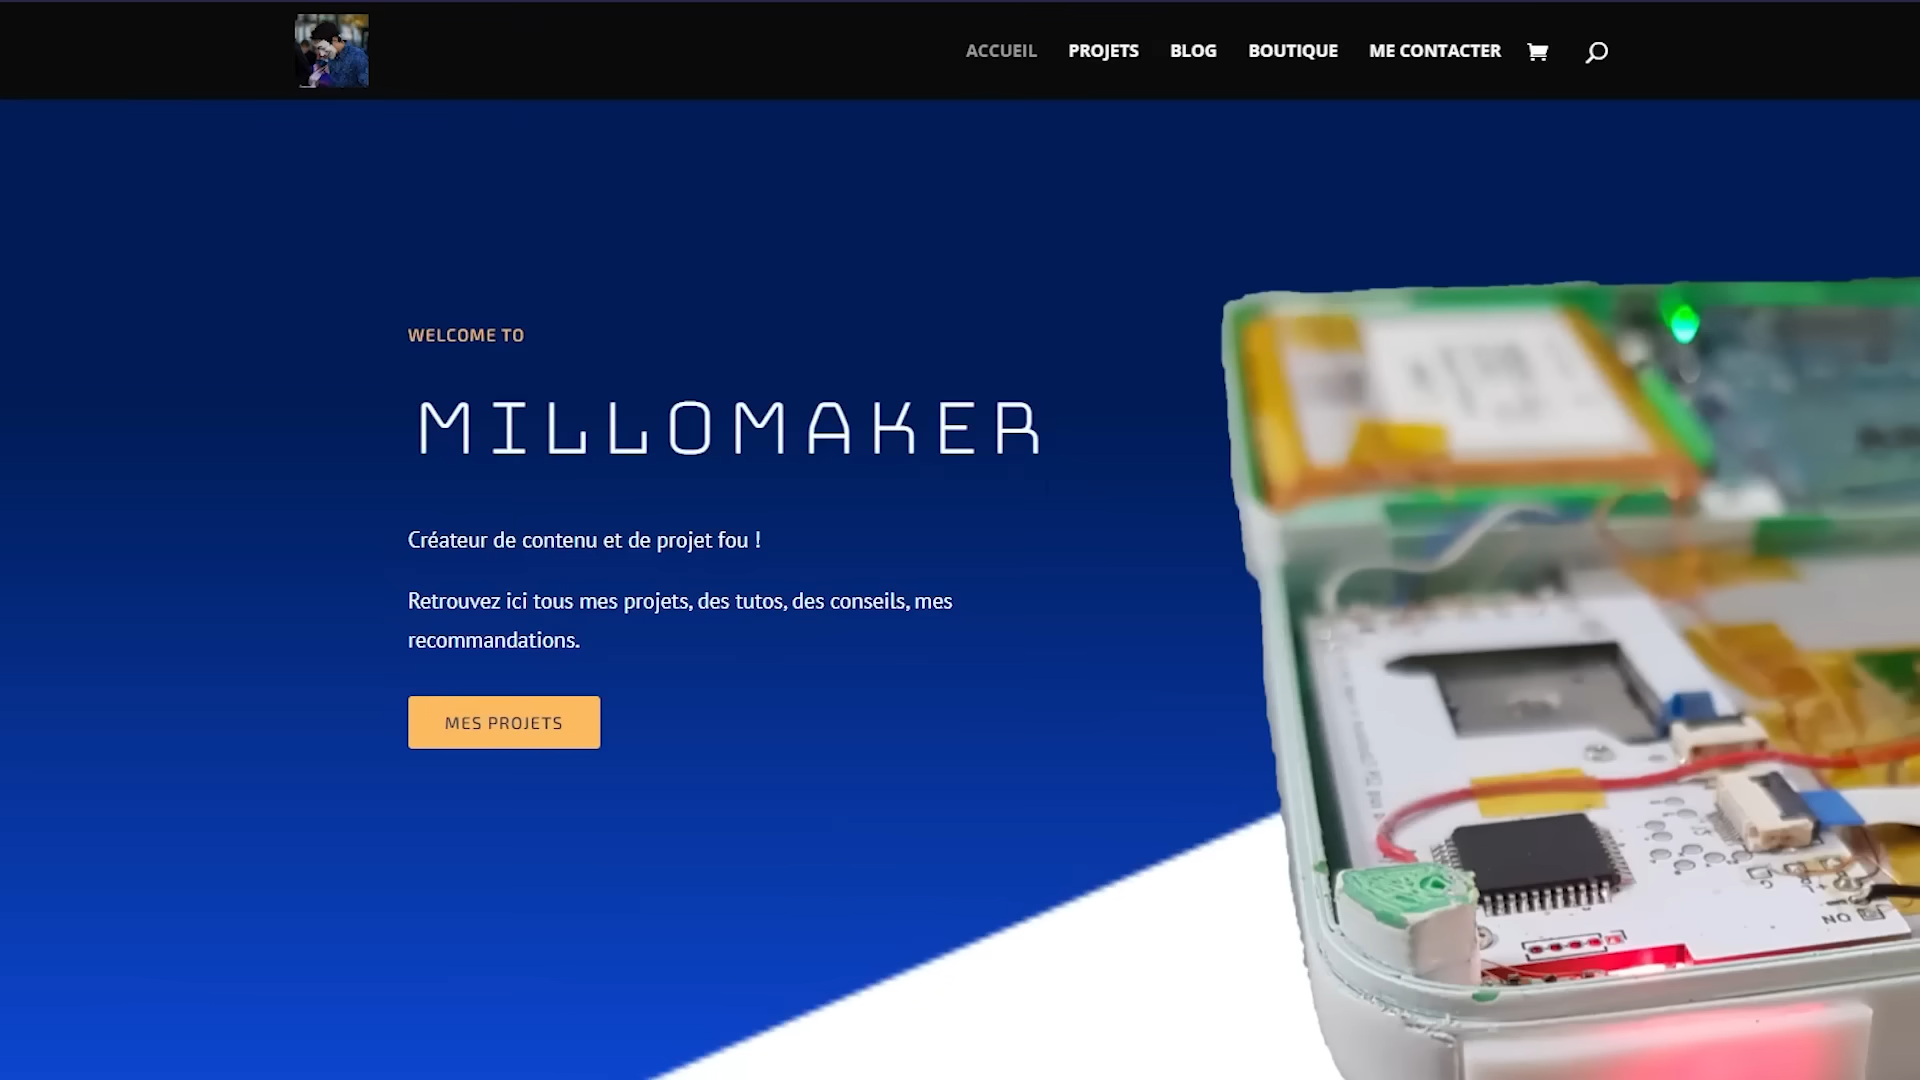 ACCUEIL PROJETS BLOG BOUTIQUE ME CONTACTER
WELCOME TO
MILLOMAKER
Créateur de contenu et de projet fou !
Retrouvez ici tous mes projets, des tutos, des conseils, mes
recommandations.
MES PROJETS
ON